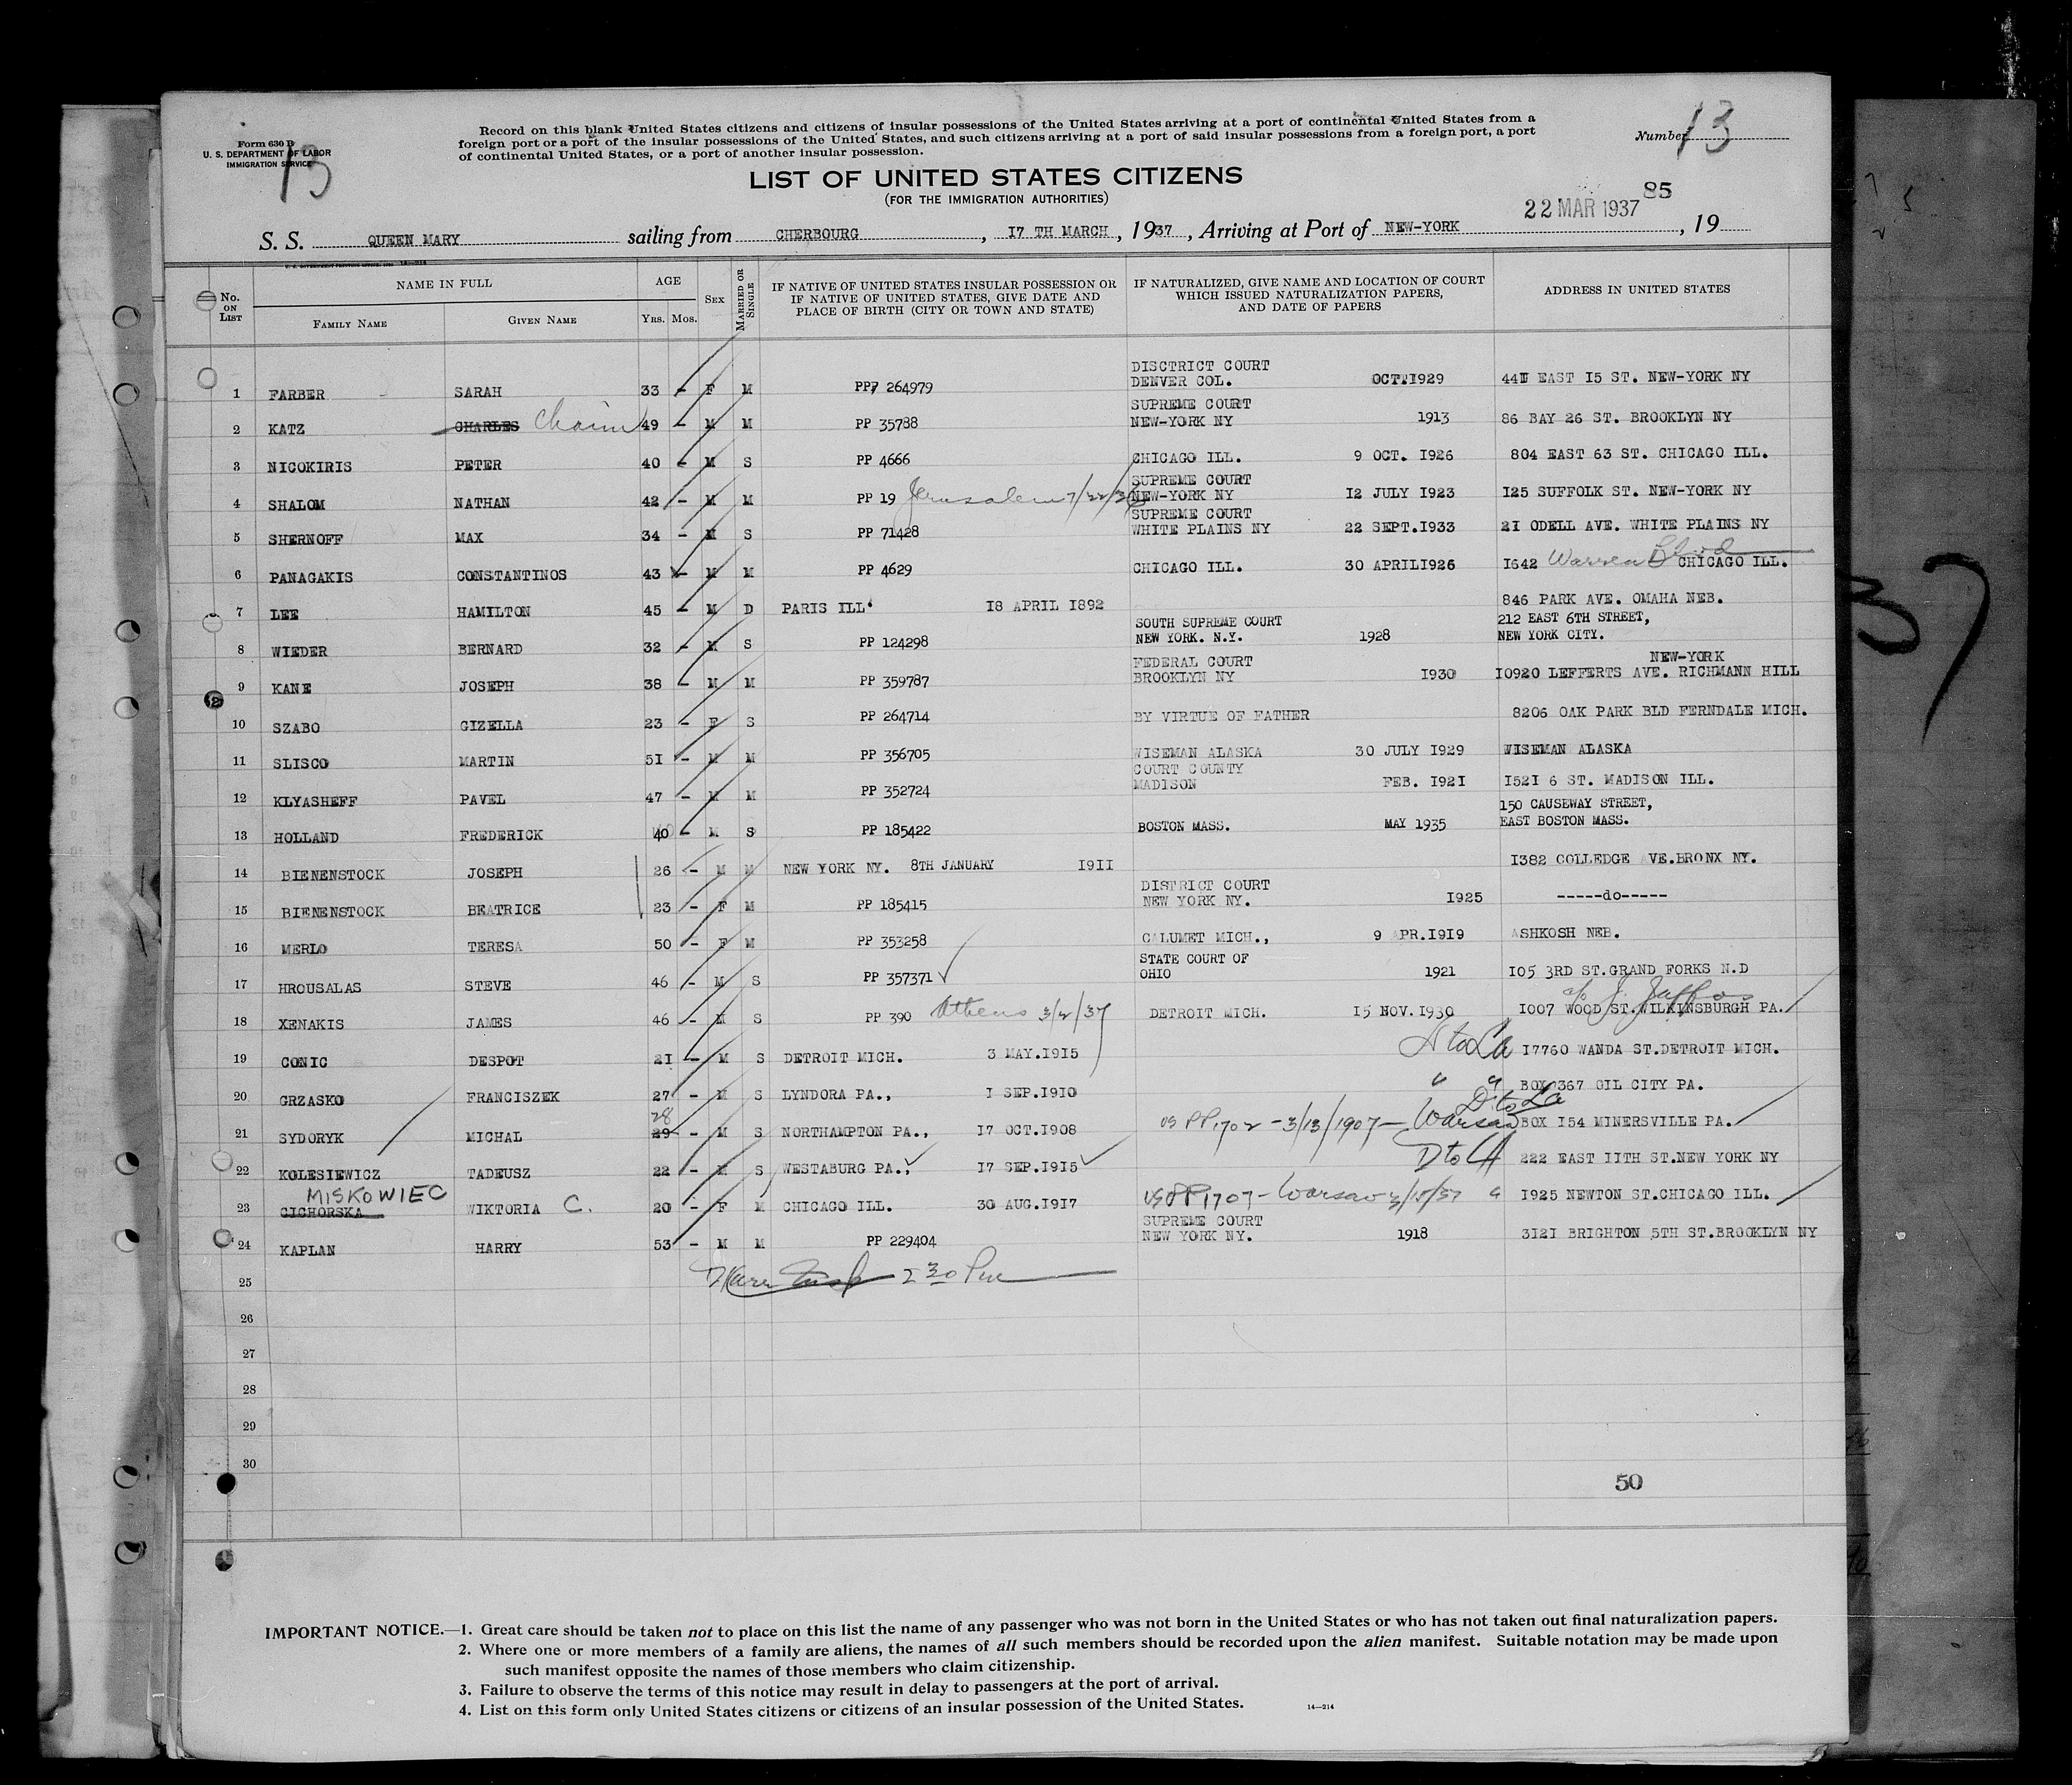 Form 630 B
U. S. DEPARTMENT OF LABOR
IMMIGRATION SERVICE
13
Record on this blank United States citizens and citizens of insular possessions of the United States arriving at a port of continental United States from a
foreign port or a port of the insular possessions of the United States, and such citizens arriving at a port of said insular possessions from a foreign port, a port
of continental United States, or a port of another insular possession.
Number 13
LIST OF UNITED STATES CITIZENS
(FOR THE IMMIGRATION AUTHORITIES)
85
22 MAR 1937
S. S. QUEEN MARY sailing from CHERBOURG , 17 TH MARCH , 1937 , Arriving at Port of NEW-YORK , 19
No. ON LIST
NAME IN FULL
FAMILY NAME GIVEN NAME
AGE
YRS. MOS.
SEX
MARRIED OR SINGLE
IF NATIVE OF UNITED STATES INSULAR POSSESSION OR
IF NATIVE OF UNITED STATES, GIVE DATE AND
PLACE OF BIRTH (CITY OR TOWN AND STATE)
IF NATURALIZED, GIVE NAME AND LOCATION OF COURT
WHICH ISSUED NATURALIZATION PAPERS,
AND DATE OF PAPERS
ADDRESS IN UNITED STATES
1 FARBER SARAH 33 - F M PP 264979 DISCTRICT COURT DENVER COL. OCT.1929 EAST 15 ST. NEW-YORK NY
2 KATZ CHARLES Chaim 49 - M M PP 35788 SUPREME COURT NEW-YORK NY 1913 86 BAY 26 ST. BROOKLYN NY
3 NICOKIRIS PETER 40 - M S PP 4666 CHICAGO ILL. 9 OCT. 1926 804 EAST 63 ST. CHICAGO ILL.
4 SHALOM NATHAN 42 - M M PP 19 Jerusalem 7/22/36 SUPREME COURT NEW-YORK NY 12 JULY 1923 125 SUFFOLK ST. NEW-YORK NY
5 SHERNOFF MAX 34 - M S PP 71428 SUPREME COURT WHITE PLAINS NY 22 SEPT.1933 21 ODELL AVE. WHITE PLAINS NY
6 PANAGAKIS CONSTANTINOS 43 - M M PP 4629 CHICAGO ILL. 30 APRIL1926 1642 Warren Blvd CHICAGO ILL.
7 LEE HAMILTON 45 - M D PARIS ILL. 18 APRIL 1892 846 PARK AVE. OMAHA NEB.
8 WIEDER BERNARD 32 - M S PP 124298 SOUTH SUPREME COURT NEW YORK. N.Y. 1928 212 EAST 6TH STREET, NEW YORK CITY.
9 KANE JOSEPH 38 - M M PP 359787 FEDERAL COURT BROOKLYN NY 1930 NEW-YORK 10920 LEFFERTS AVE. RICHMANN HILL
10 SZABO GIZELLA 23 - F S PP 264714 BY VIRTUE OF FATHER 8206 OAK PARK BLD FERNDALE MICH.
11 SLISCO MARTIN 51 - M M PP 356705 WISEMAN ALASKA 30 JULY 1929 WISEMAN ALASKA
12 KLYASHEFF PAVEL 47 - M M PP 352724 COURT COUNTY MADISON FEB. 1921 1521 6 ST. MADISON ILL.
13 HOLLAND FREDERICK 40 - M S PP 185422 BOSTON MASS. MAY 1935 150 CAUSEWAY STREET, EAST BOSTON MASS.
14 BIENENSTOCK JOSEPH 26 - M M NEW YORK NY. 8TH JANUARY 1911 1382 COLLEDGE AVE.BRONX NY.
15 BIENENSTOCK BEATRICE 23 - F M PP 185415 DISTRICT COURT NEW YORK NY. 1925 -----do-----
16 MERLO TERESA 50 - F M PP 353258 CALUMET MICH., 9 APR.1919 ASHKOSH NEB.
17 HROUSALAS STEVE 46 - M S PP 357371 STATE COURT OF OHIO 1921 105 3RD ST.GRAND FORKS N.D
18 XENAKIS JAMES 46 - M S PP 390 Athens 3/2/37 DETROIT MICH. 15 NOV.1930 c/o J. 1007 WOOD ST.WILKINSBURGH PA.
19 CONIC DESPOT 21 - M S DETROIT MICH. 3 MAY.1915 17760 WANDA ST.DETROIT MICH.
20 GRZASKO FRANCISZEK 27 - M S LYNDORA PA., 1 SEP.1910 " " BOX 367 OIL CITY PA.
21 SYDORYK MICHAL 28 29 - M S NORTHAMPTON PA., 17 OCT.1908 US PP 1702 - 3/13/1907 - Warsaw D to La BOX 154 MINERSVILLE PA.
22 KOLESIEWICZ TADEUSZ 22 - M S WESTABURG PA., 17 SEP.1915 D to LA 222 EAST 11TH ST.NEW YORK NY
23 MISKOWIEC CICHORSKA WIKTORIA C. 20 - F M CHICAGO ILL. 30 AUG.1917 US PP 1707 - Warsaw 3/15/37 " 1925 NEWTON ST.CHICAGO ILL.
24 KAPLAN HARRY 53 - M M PP 229404 SUPREME COURT NEW YORK NY. 1918 3121 BRIGHTON 5TH ST.BROOKLYN NY
25 2 30 Pm
26
27
28
29
30
50
37
IMPORTANT NOTICE.—1. Great care should be taken not to place on this list the name of any passenger who was not born in the United States or who has not taken out final naturalization papers.
2. Where one or more members of a family are aliens, the names of all such members should be recorded upon the alien manifest. Suitable notation may be made upon
such manifest opposite the names of those members who claim citizenship.
3. Failure to observe the terms of this notice may result in delay to passengers at the port of arrival.
4. List on this form only United States citizens or citizens of an insular possession of the United States.
14—214